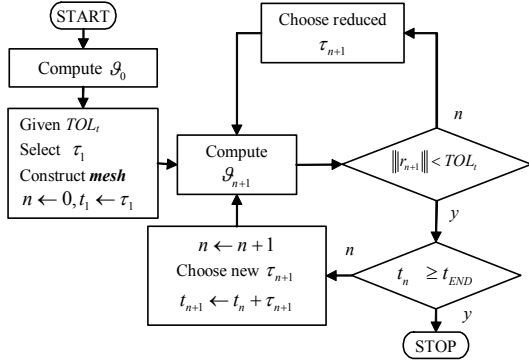 START
Compute ϑ₀
Given TOLₜ
Select τ₁
Construct mesh
n ← 0, t₁ ← τ₁
Compute
ϑₙ₊₁
Choose reduced
τₙ₊₁
n
|||rₙ₊₁||| < TOLₜ
y
n ← n + 1
Choose new τₙ₊₁
tₙ₊₁ ← tₙ + τₙ₊₁
n
tₙ ≥ t_END
y
STOP